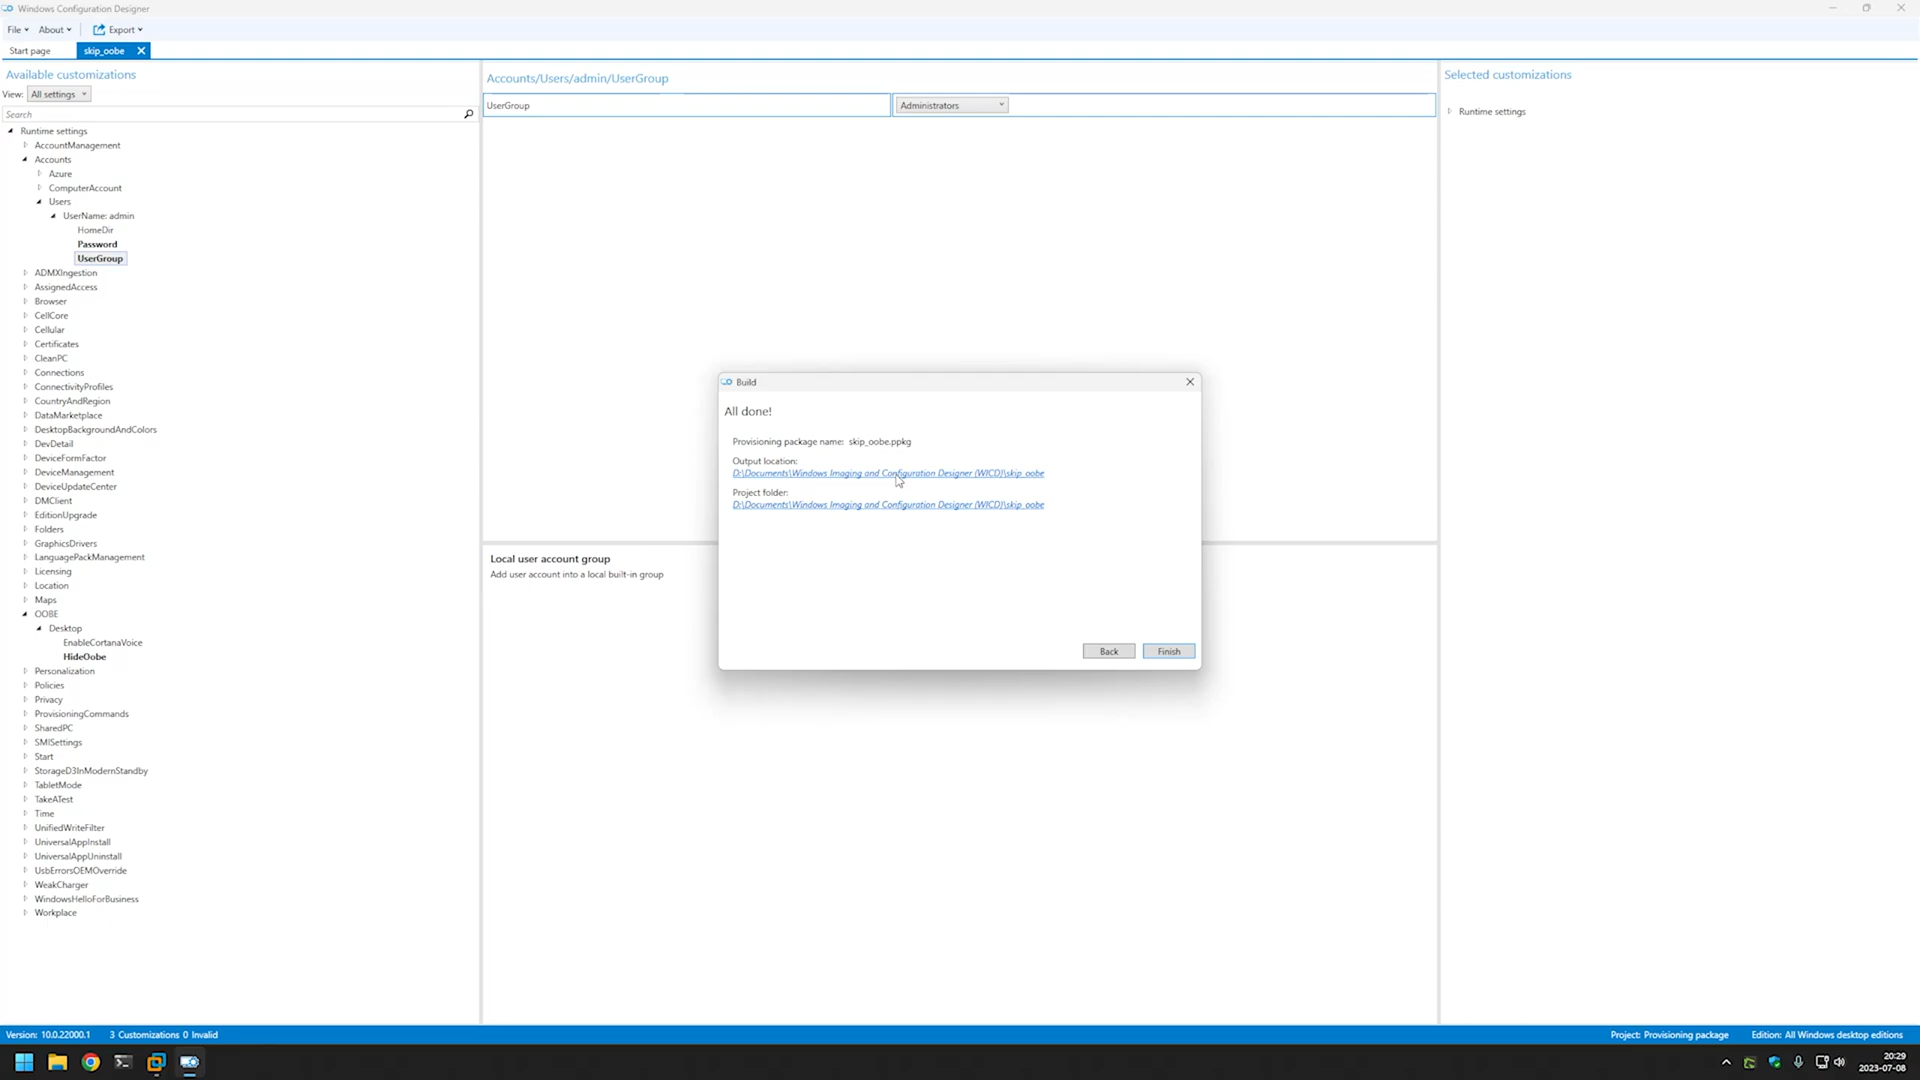 Windows Configuration Designer
File
About
Export
Start page
skip_oobe
Available customizations
View:
All settings
Search
Runtime settings
AccountManagement
Accounts
Azure
ComputerAccount
Users
UserName: admin
HomeDir
Password
UserGroup
ADMXIngestion
AssignedAccess
Browser
CellCore
Cellular
Certificates
CleanPC
Connections
ConnectivityProfiles
CountryAndRegion
DataMarketplace
DesktopBackgroundAndColors
DevDetail
DeviceFormFactor
DeviceManagement
DeviceUpdateCenter
DMClient
EditionUpgrade
Folders
GraphicsDrivers
LanguagePackManagement
Licensing
Location
Maps
OOBE
Desktop
EnableCortanaVoice
HideOobe
Personalization
Policies
Privacy
ProvisioningCommands
SharedPC
SMISettings
Start
StorageD3InModernStandby
TabletMode
TakeATest
Time
UnifiedWriteFilter
UniversalAppInstall
UniversalAppUninstall
UsbErrorsOEMOverride
WeakCharger
WindowsHelloForBusiness
Workplace
Accounts/Users/admin/UserGroup
UserGroup
Administrators
Local user account group
Add user account into a local built-in group
Build
All done!
Provisioning package name: skip_oobe.ppkg
Output location:
D:\Documents\Windows Imaging and Configuration Designer (WICD)\skip_oobe
Project folder:
D:\Documents\Windows Imaging and Configuration Designer (WICD)\skip_oobe
Back
Finish
Selected customizations
Runtime settings
Version: 10.0.22000.1
3 Customizations 0 Invalid
Project: Provisioning package
Edition: All Windows desktop editions
20:29
2023-07-08